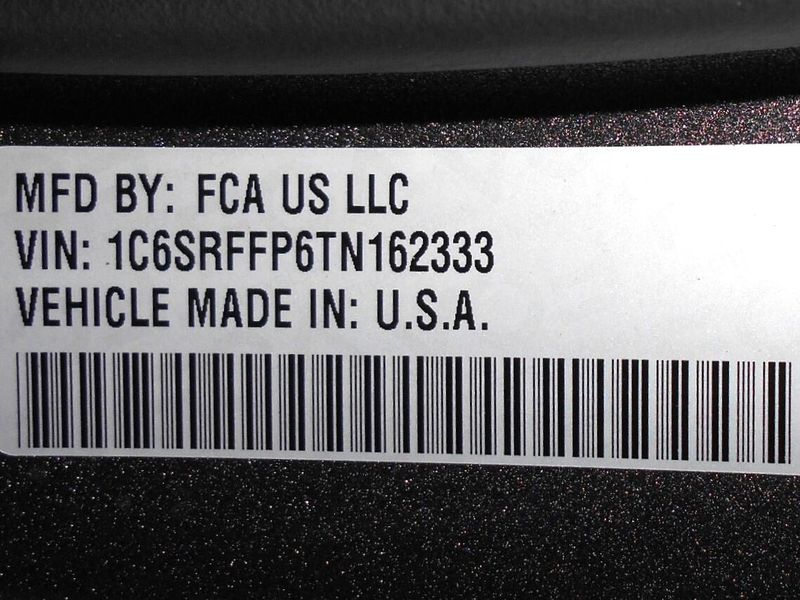 MFD BY: FCA US LLC
VIN: 1C6SRFFP6TN162333
VEHICLE MADE IN: U.S.A.